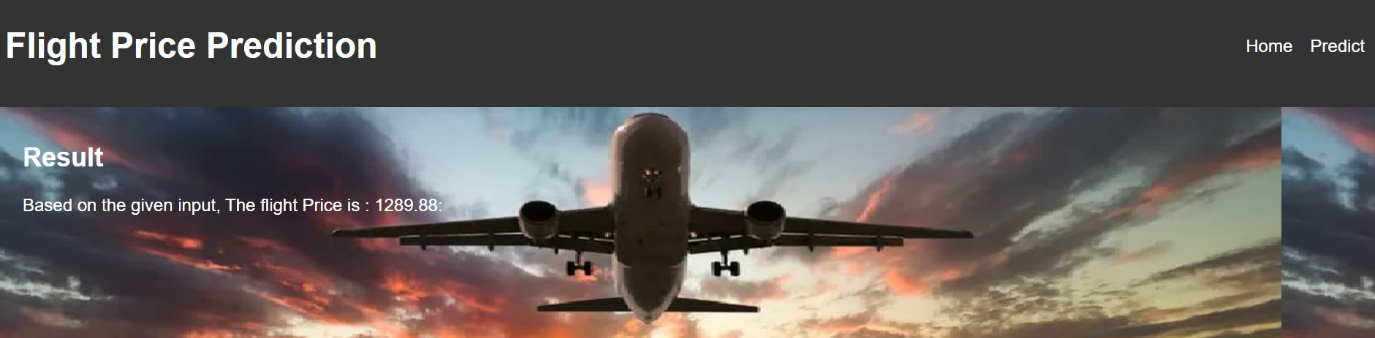 Flight Price Prediction
Home Predict
Result
Based on the given input, The flight Price is : 1289.88: